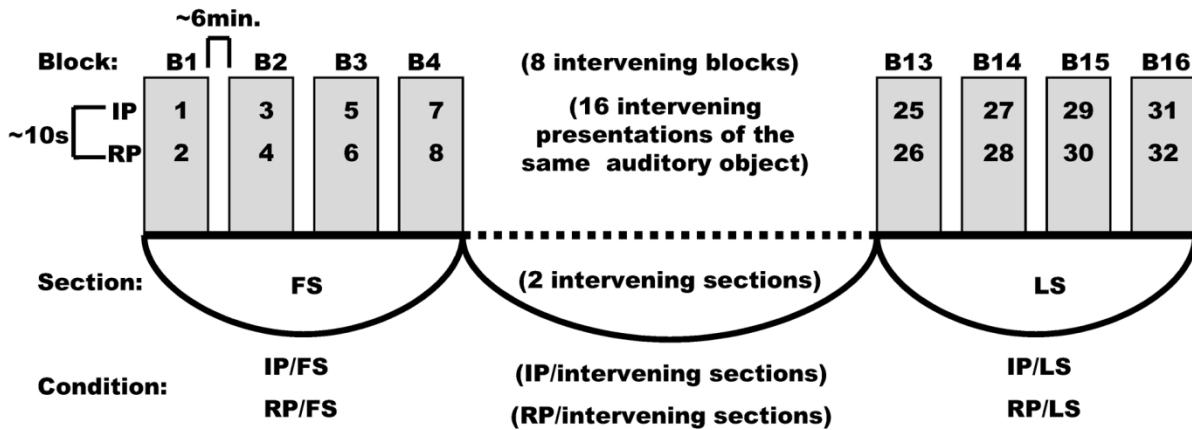 ~6min.
Block: B1 B2 B3 B4 (8 intervening blocks) B13 B14 B15 B16
IP 1 3 5 7 (16 intervening 25 27 29 31
~10s presentations of the
RP 2 4 6 8 same auditory object) 26 28 30 32
Section: FS (2 intervening sections) LS
IP/FS (IP/intervening sections) IP/LS
Condition:
RP/FS (RP/intervening sections) RP/LS